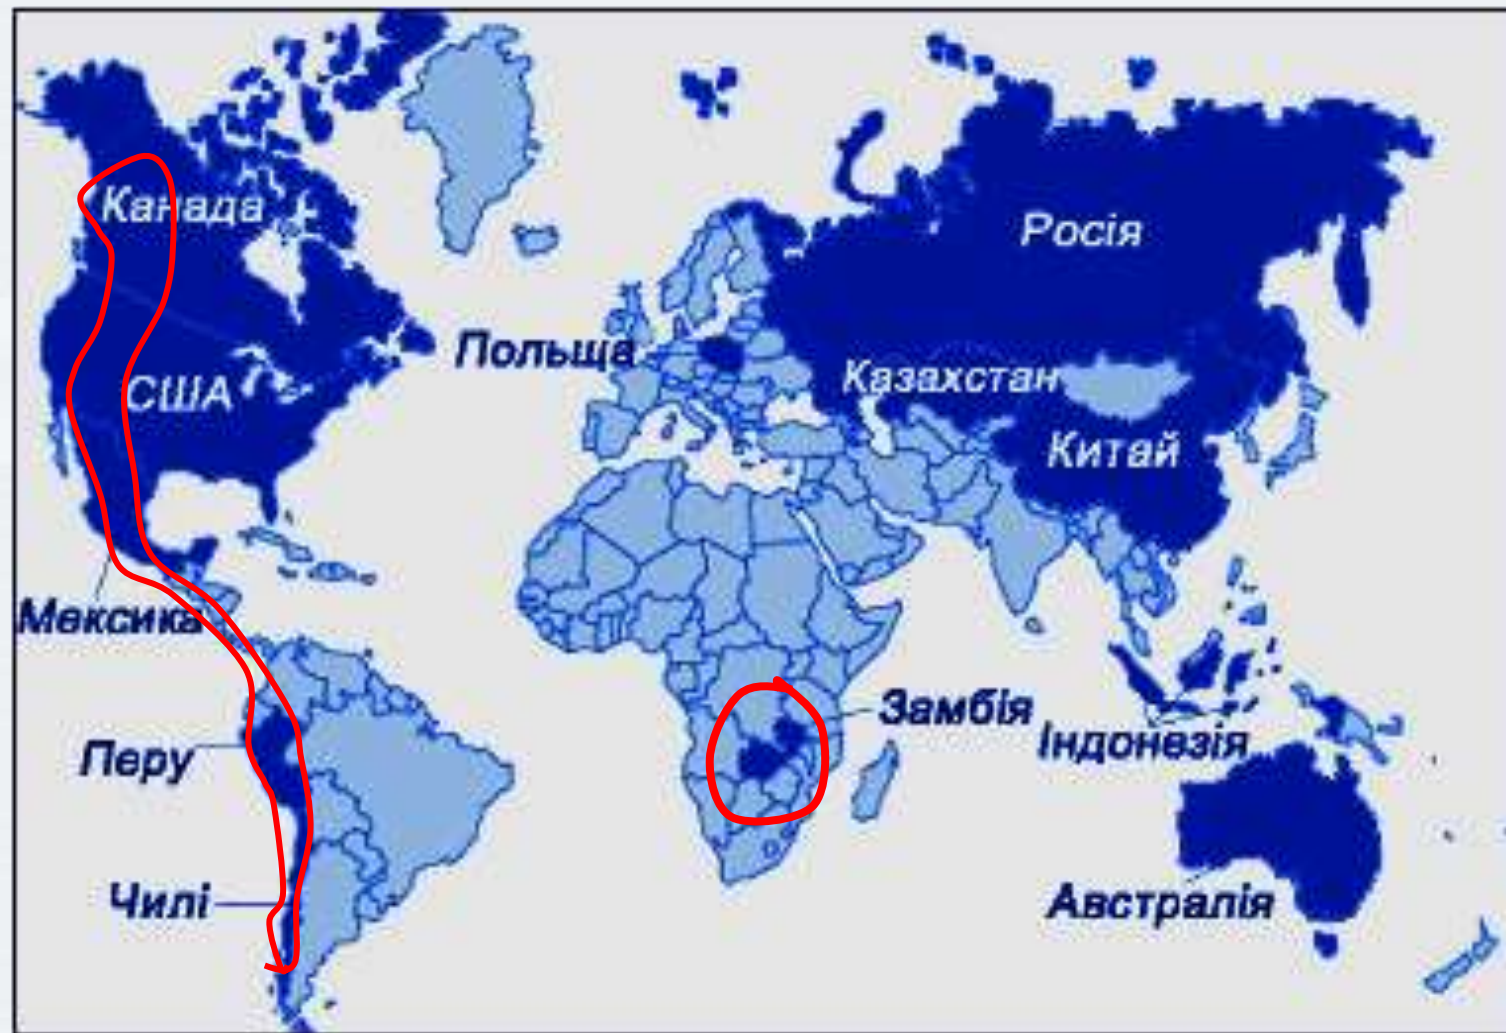 Канада
Росія
Польща
Казахстан
США
Китай
Мексика
Замбія
Індонезія
Перу
Чилі
Австралія